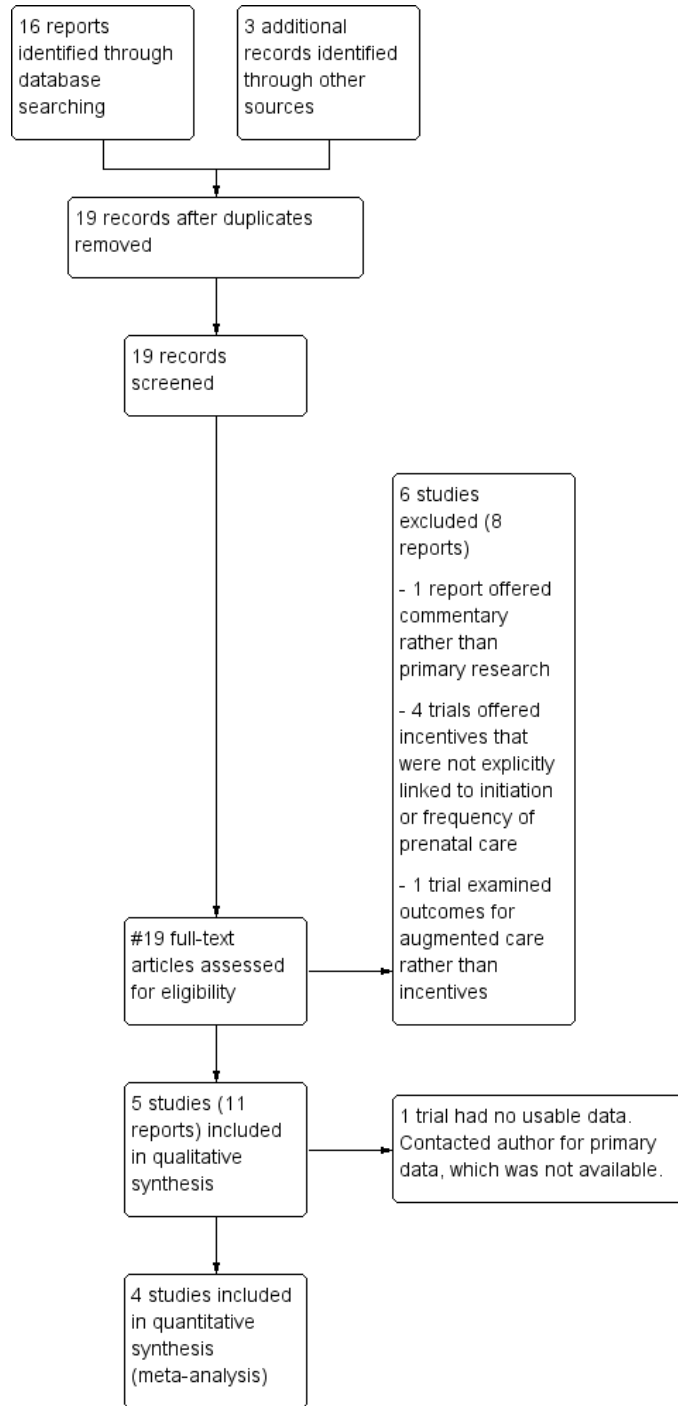 16 reports
identified through
database
searching
3 additional
records identified
through other
sources
19 records after duplicates
removed
19 records
screened
6 studies
excluded (8
reports)
- 1 report offered
commentary
rather than
primary research
- 4 trials offered
incentives that
were not explicitly
linked to initiation
or frequency of
prenatal care
- 1 trial examined
outcomes for
augmented care
rather than
incentives
#19 full-text
articles assessed
for eligibility
5 studies (11
reports) included
in qualitative
synthesis
1 trial had no usable data.
Contacted author for primary
data, which was not available.
4 studies included
in quantitative
synthesis
(meta-analysis)